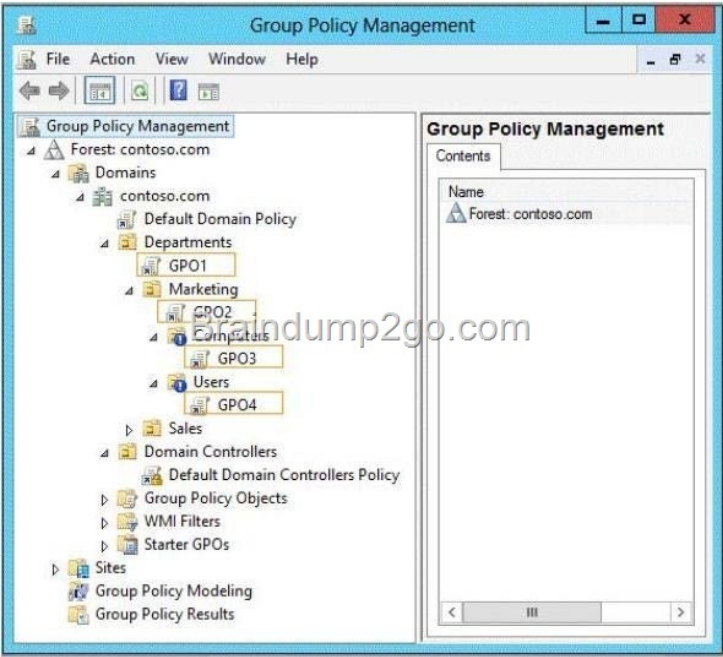 Group Policy Management
File Action View Window Help
Group Policy Management
Forest: contoso.com
Domains
contoso.com
Default Domain Policy
Departments
GPO1
Marketing
GPO2
Computers
GPO3
Users
GPO4
Sales
Domain Controllers
Default Domain Controllers Policy
Group Policy Objects
WMI Filters
Starter GPOs
Sites
Group Policy Modeling
Group Policy Results
Group Policy Management
Contents
Name
Forest: contoso.com
Braindump2go.com